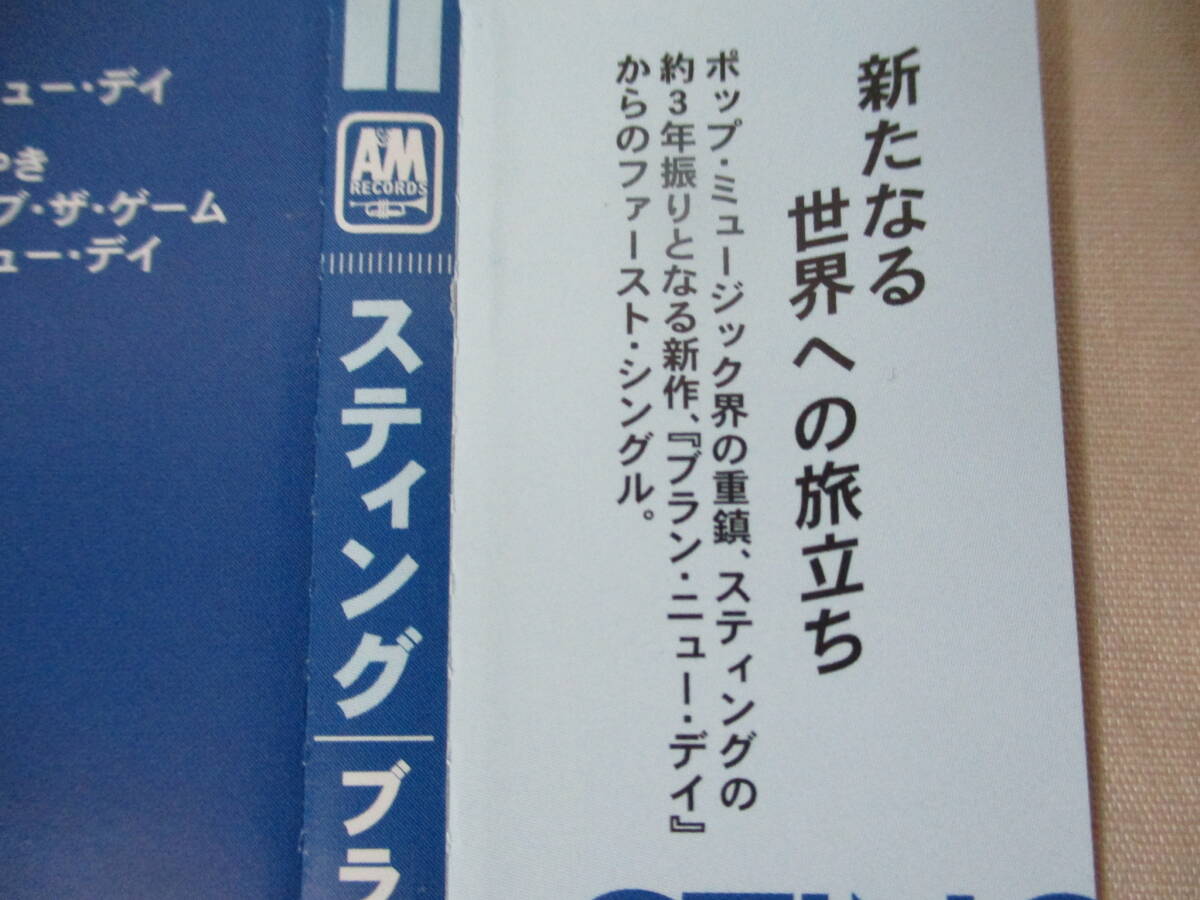 新たなる
世界への旅立ち
ポップ・ミュージック界の重鎮、スティングの
約3年振りとなる新作、『ブラン・ニュー・デイ』
からのファースト・シングル。
A&M
RECORDS
スティング
ブラ
ュー・デイ
やき
ブ・ザ・ゲーム
ュー・デイ